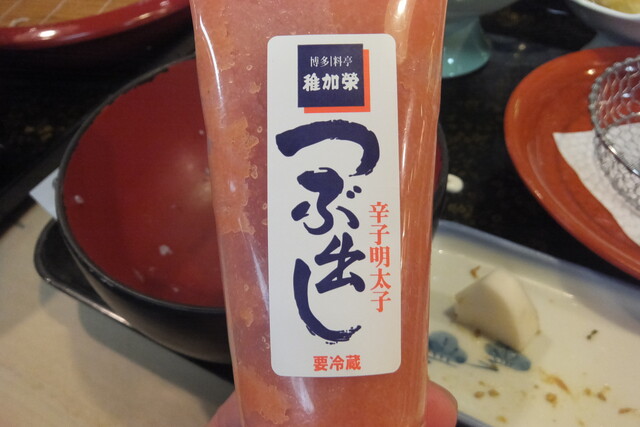 博多料亭
稚加榮
つぶ出し
辛子明太子
要冷蔵